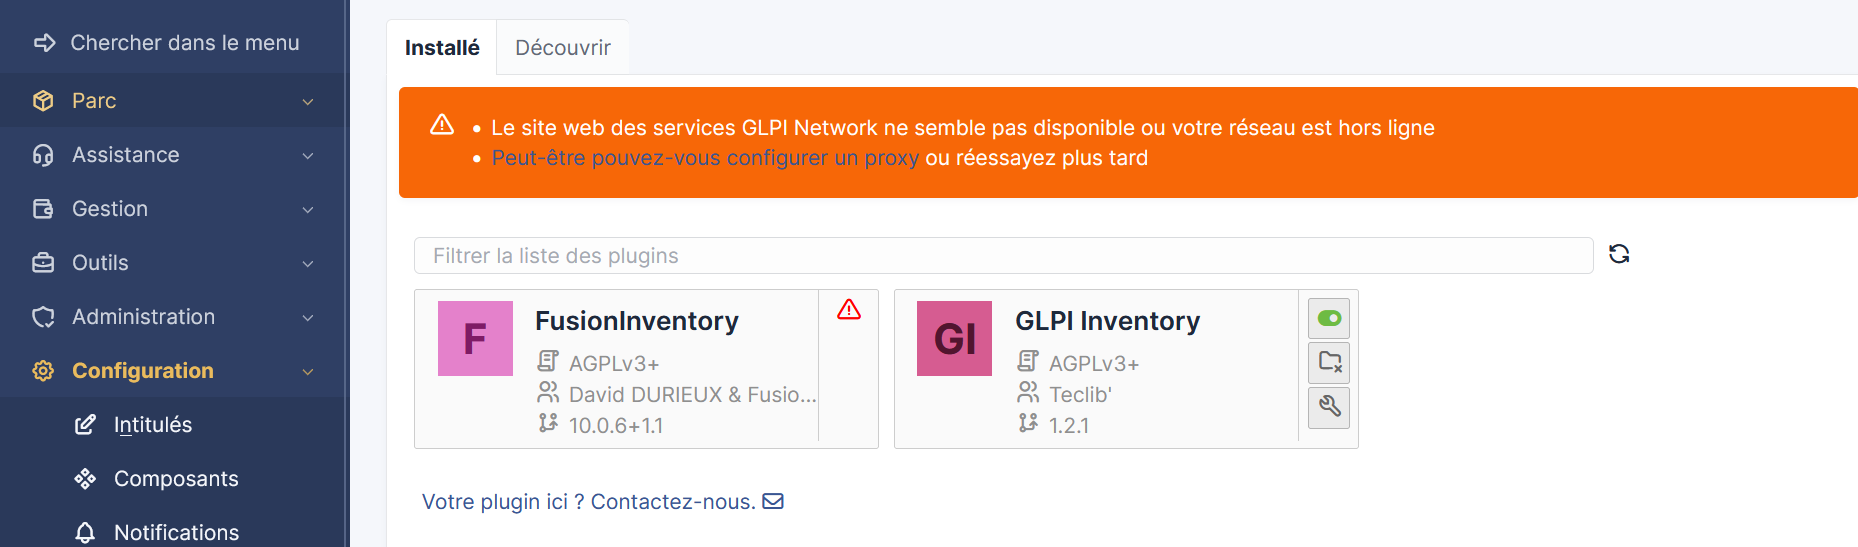 Chercher dans le menu
Parc
Assistance
Gestion
Outils
Administration
Configuration
Intitulés
Composants
Notifications
Installé
Découvrir
Le site web des services GLPI Network ne semble pas disponible ou votre réseau est hors ligne
Peut-être pouvez-vous configurer un proxy ou réessayez plus tard
Filtrer la liste des plugins
F
FusionInventory
AGPLv3+
David DURIEUX & Fusio...
10.0.6+1.1
GI
GLPI Inventory
AGPLv3+
Teclib'
1.2.1
Votre plugin ici ? Contactez-nous.